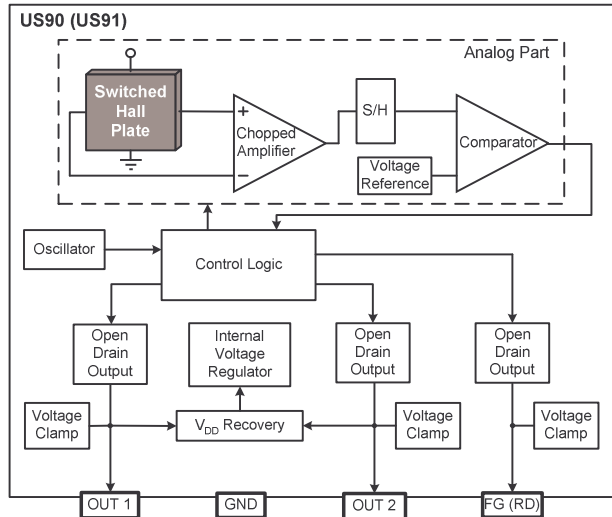 US90 (US91)
Analog Part
Switched
Hall
Plate
+
−
Chopped
Amplifier
S/H
Voltage
Reference
Comparator
Oscillator
Control Logic
Open
Drain
Output
Internal
Voltage
Regulator
Open
Drain
Output
Open
Drain
Output
Voltage
Clamp
VDD Recovery
Voltage
Clamp
Voltage
Clamp
OUT 1
GND
OUT 2
FG (RD)